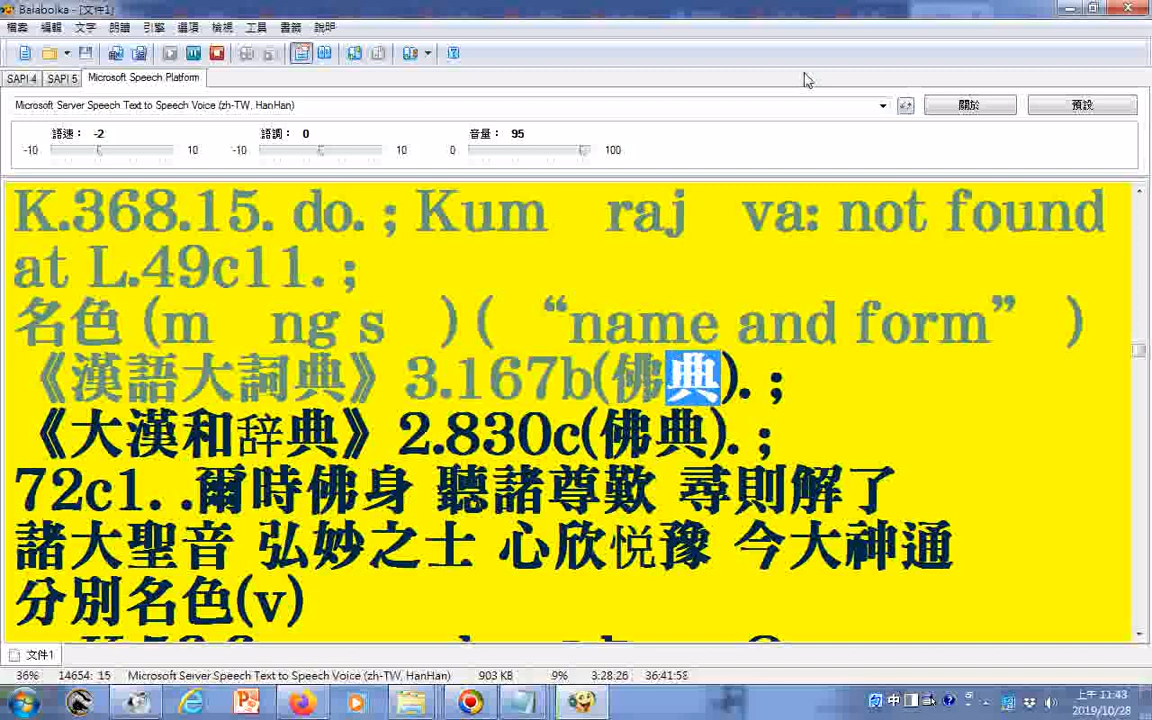 Balabolka - [文件1]
檔案 編輯 文字 朗讀 引擎 選項 檢視 工具 書籤 說明
SAPI 4 SAPI 5 Microsoft Speech Platform
Microsoft Server Speech Text to Speech Voice (zh-TW, HanHan) 關於 預設
語速： -2 語調： 0 音量： 95
-10 10 -10 10 0 100
K.368.15. do. ; Kum raj va: not found
at L.49c11. ;
名色 (m ng s ) ( “name and form” )
《漢語大詞典》 3.167b(佛典). ;
《大漢和辞典》 2.830c(佛典). ;
72c1. .爾時佛身 聽諸尊歎 尋則解了
諸大聖音 弘妙之士 心欣悦豫 今大神通
分別名色(v)
文件1
36% 14654: 15 Microsoft Server Speech Text to Speech Voice (zh-TW, HanHan) 903 KB 9% 3:28:26 36:41:58
中 上午 11:43
2019/10/28